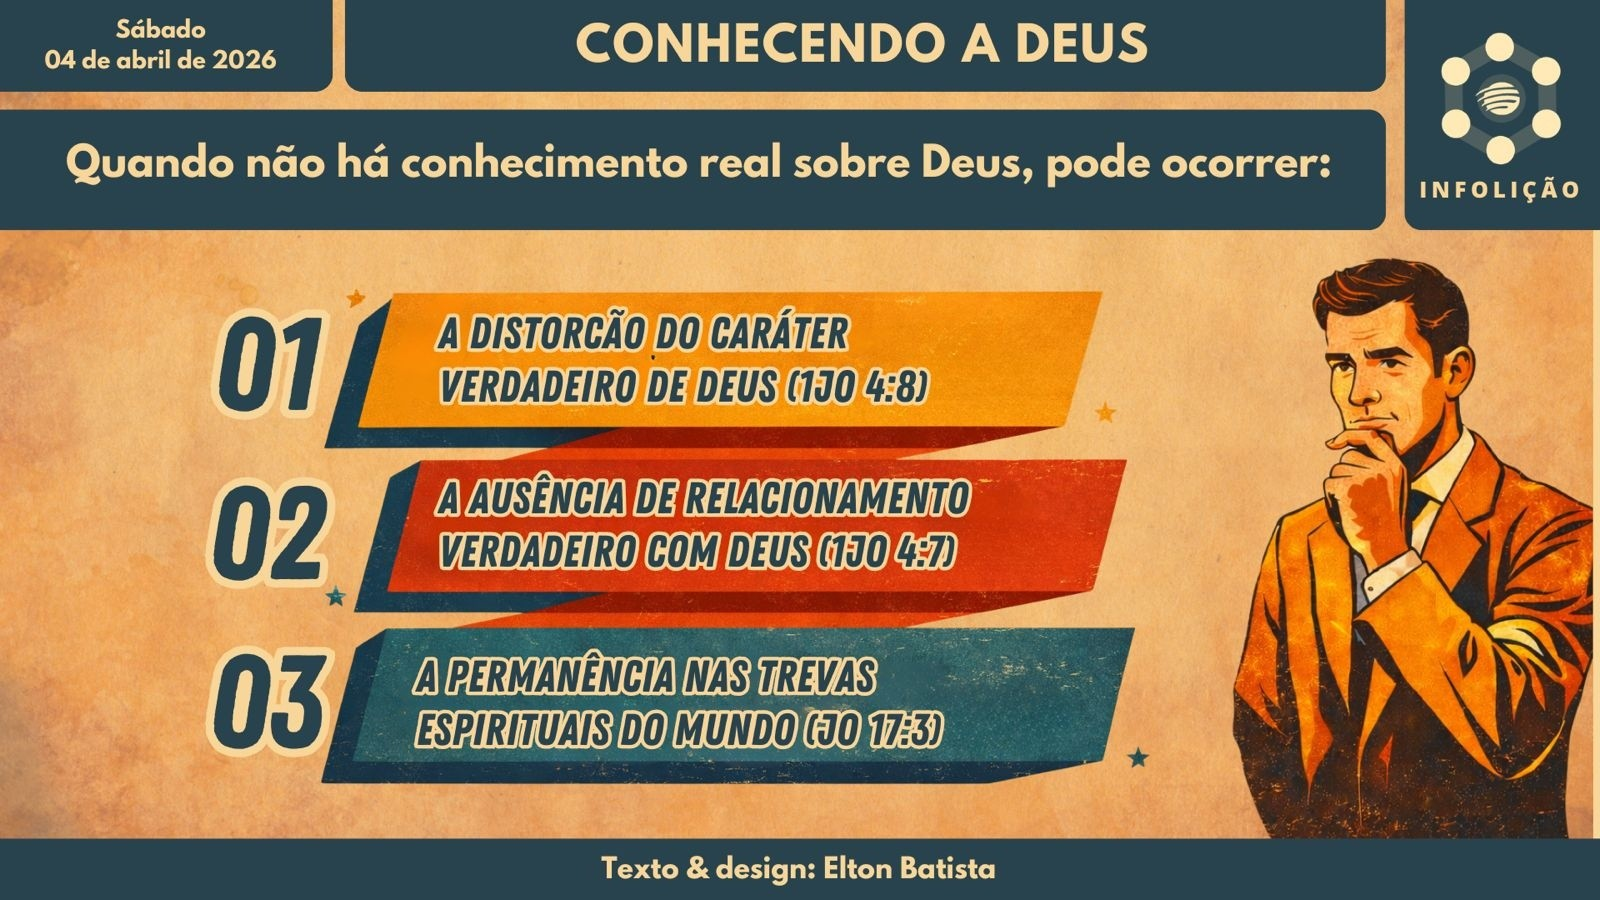 Sábado
04 de abril de 2026
CONHECENDO A DEUS
Quando não há conhecimento real sobre Deus, pode ocorrer:
INFOLIÇÃO
01
A DISTORCÃO DO CARÁTER
VERDADEIRO DE DEUS (1JO 4:8)
02
A AUSÊNCIA DE RELACIONAMENTO
VERDADEIRO COM DEUS (1JO 4:7)
03
A PERMANÊNCIA NAS TREVAS
ESPIRITUAIS DO MUNDO (JO 17:3)
Texto & design: Elton Batista